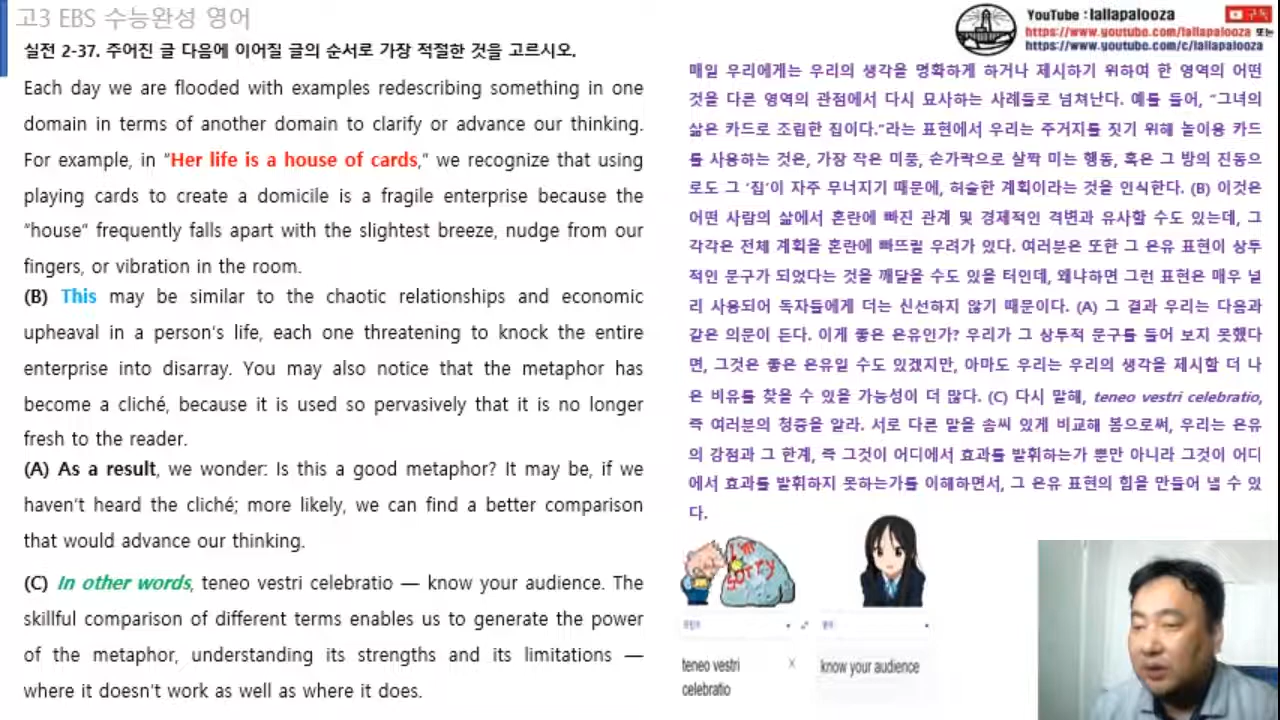 고3 EBS 수능완성 영어
실전 2-37. 주어진 글 다음에 이어질 글의 순서로 가장 적절한 것을 고르시오.
Each day we are flooded with examples redescribing something in one
domain in terms of another domain to clarify or advance our thinking.
For example, in "Her life is a house of cards," we recognize that using
playing cards to create a domicile is a fragile enterprise because the
"house" frequently falls apart with the slightest breeze, nudge from our
fingers, or vibration in the room.
(B) This may be similar to the chaotic relationships and economic
upheaval in a person's life, each one threatening to knock the entire
enterprise into disarray. You may also notice that the metaphor has
become a cliché, because it is used so pervasively that it is no longer
fresh to the reader.
(A) As a result, we wonder: Is this a good metaphor? It may be, if we
haven't heard the cliché; more likely, we can find a better comparison
that would advance our thinking.
(C) In other words, teneo vestri celebratio — know your audience. The
skillful comparison of different terms enables us to generate the power
of the metaphor, understanding its strengths and its limitations —
where it doesn't work as well as where it does.
YouTube : lallapalooza
구독
https://www.youtube.com/lallapalooza 또는
https://www.youtube.com/c/lallapalooza
매일 우리에게는 우리의 생각을 명확하게 하거나 제시하기 위하여 한 영역의 어떤
것을 다른 영역의 관점에서 다시 묘사하는 사례들로 넘쳐난다. 예를 들어, "그녀의
삶은 카드로 조립한 집이다."라는 표현에서 우리는 주거지를 짓기 위해 놀이용 카드
를 사용하는 것은, 가장 작은 미풍, 손가락으로 살짝 미는 행동, 혹은 그 방의 진동으
로도 그 '집'이 자주 무너지기 때문에, 허술한 계획이라는 것을 인식한다. (B) 이것은
어떤 사람의 삶에서 혼란에 빠진 관계 및 경제적인 격변과 유사할 수도 있는데, 그
각각은 전체 계획을 혼란에 빠뜨릴 우려가 있다. 여러분은 또한 그 은유 표현이 상투
적인 문구가 되었다는 것을 깨달을 수도 있을 터인데, 왜냐하면 그런 표현은 매우 널
리 사용되어 독자들에게 더는 신선하지 않기 때문이다. (A) 그 결과 우리는 다음과
같은 의문이 든다. 이게 좋은 은유인가? 우리가 그 상투적 문구를 들어 보지 못했다
면, 그것은 좋은 은유일 수도 있겠지만, 아마도 우리는 우리의 생각을 제시할 더 나
은 비유를 찾을 수 있을 가능성이 더 많다. (C) 다시 말해, teneo vestri celebratio,
즉 여러분의 청중을 알라. 서로 다른 말을 솜씨 있게 비교해 봄으로써, 우리는 은유
의 강점과 그 한계, 즉 그것이 어디에서 효과를 발휘하는가 뿐만 아니라 그것이 어디
에서 효과를 발휘하지 못하는가를 이해하면서, 그 은유 표현의 힘을 만들어 낼 수 있
다.
I'm
sorry
teneo vestri
celebratio
know your audience